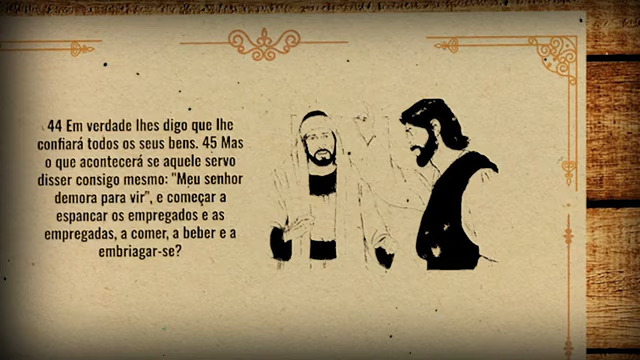 44 Em verdade lhes digo que lhe
confiará todos os seus bens. 45 Mas
o que acontecerá se aquele servo
disser consigo mesmo: "Meu senhor
demora para vir", e começar a
espancar os empregados e as
empregadas, a comer, a beber e a
embriagar-se?